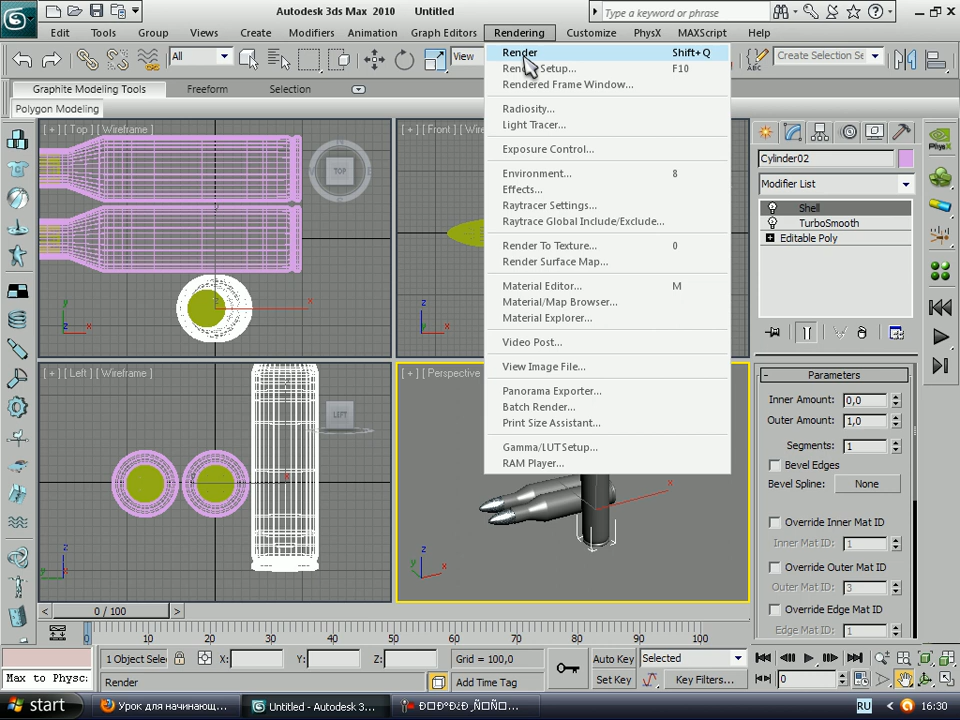 Autodesk 3ds Max 2010 Untitled
Type a keyword or phrase
Edit Tools Group Views Create Modifiers Animation Graph Editors Rendering Customize PhysX MAXScript Help
All View Create Selection Se
Graphite Modeling Tools Freeform Selection
Polygon Modeling
Render Shift+Q
Render Setup... F10
Rendered Frame Window...
Radiosity...
Light Tracer...
Exposure Control...
Environment... 8
Effects...
Raytracer Settings...
Raytrace Global Include/Exclude...
Render To Texture... 0
Render Surface Map...
Material Editor... M
Material/Map Browser...
Material Explorer...
Video Post...
View Image File...
Panorama Exporter...
Batch Render...
Print Size Assistant...
Gamma/LUT Setup...
RAM Player...
[ + ] [ Top ] [ Wireframe ]
TOP
[ + ] [ Front ] [ Wirefr
[ + ] [ Left ] [ Wireframe ]
LEFT
[ + ] [ Perspective
x
y
z
PhysX
Cylinder02
Modifier List
Shell
TurboSmooth
Editable Poly
Parameters
Inner Amount: 0,0
Outer Amount: 1,0
Segments: 1
Bevel Edges
Bevel Spline: None
Override Inner Mat ID
Inner Mat ID: 1
Override Outer Mat ID
Outer Mat ID: 3
Override Edge Mat ID
Edge Mat ID: 1
< 0 / 100 >
0 10 20 30 40 50 60 70 80 90 100
1 Object Selec X: Y: Z: Grid = 100,0 Auto Key Selected
Max to Physc: Render Add Time Tag Set Key Key Filters... 0
start Урок для начинающ... Untitled - Autodesk 3... RU 16:30